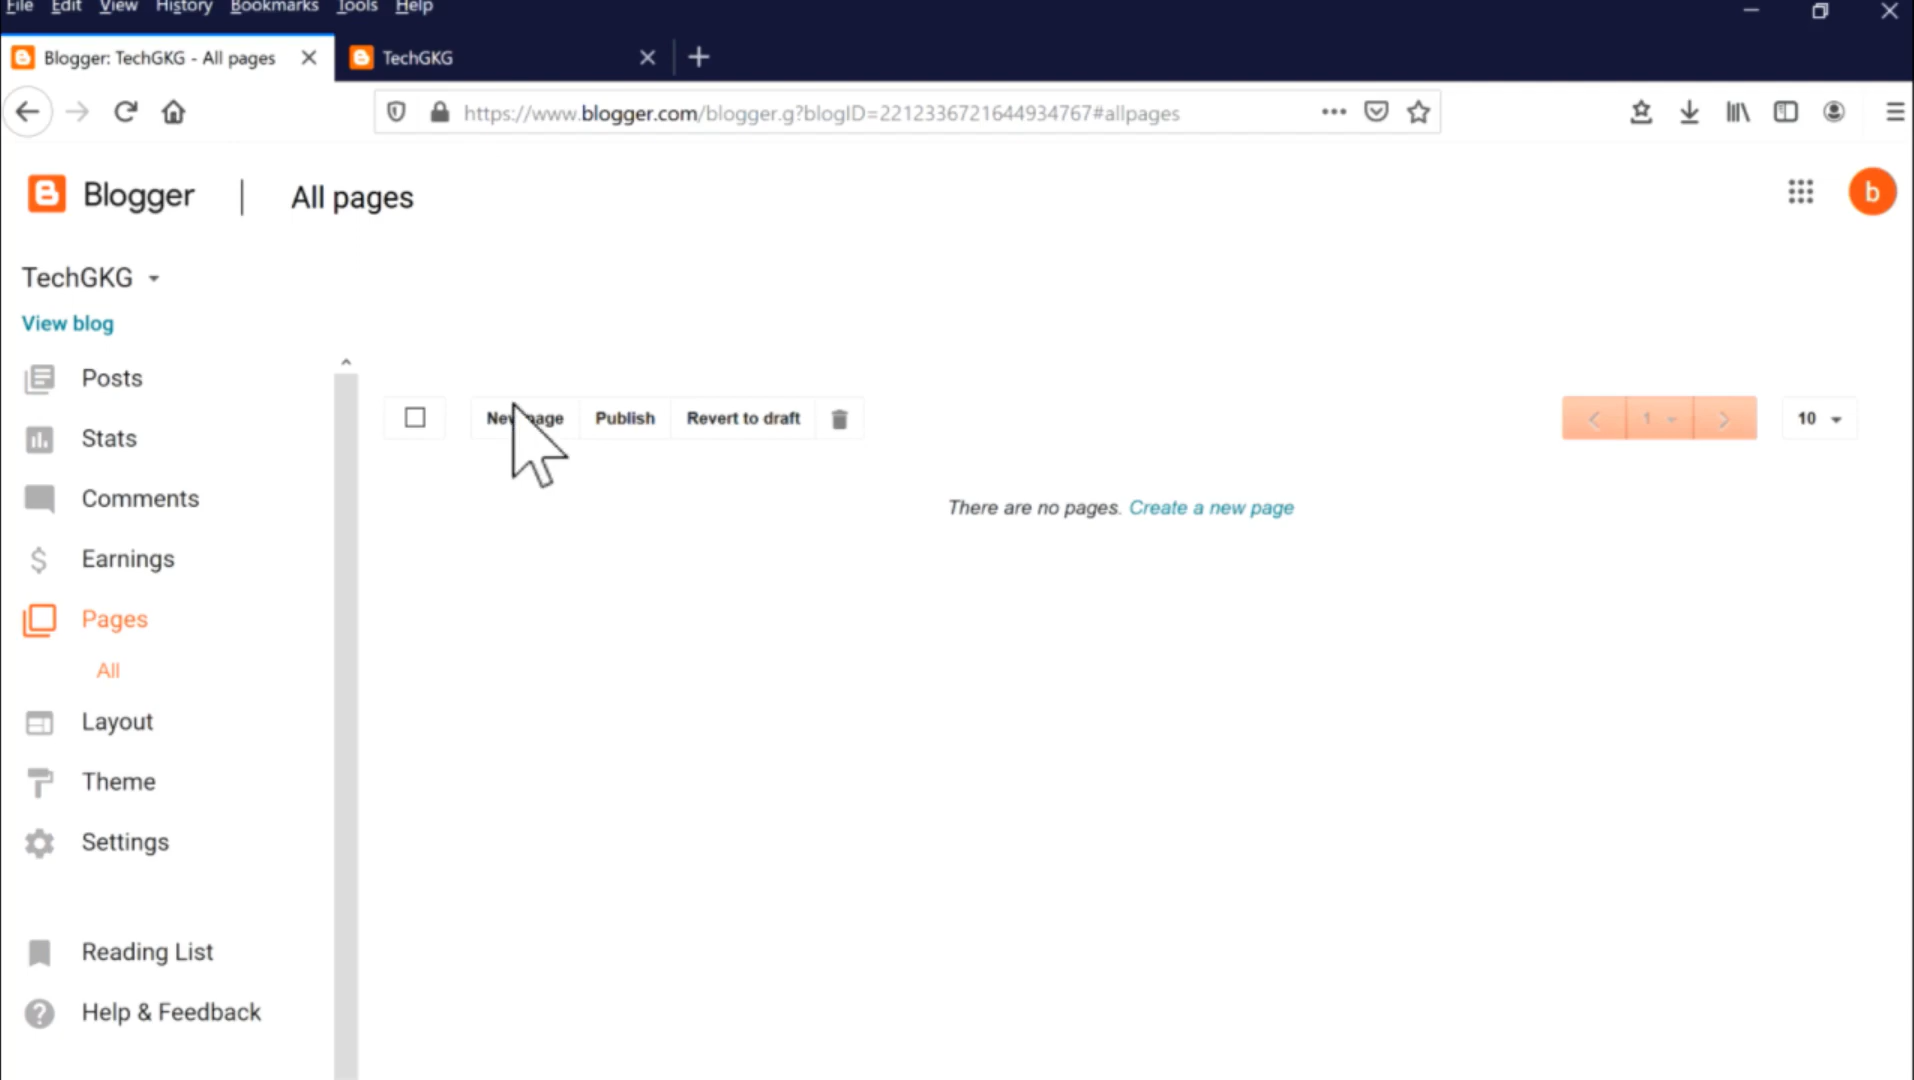 File Edit View History Bookmarks Tools Help
Blogger: TechGKG - All pages TechGKG
https://www.blogger.com/blogger.g?blogID=2212336721644934767#allpages
Blogger | All pages b
TechGKG
View blog
Posts
Stats
Comments
Earnings
Pages
All
Layout
Theme
Settings
Reading List
Help & Feedback
New page Publish Revert to draft 1 10
There are no pages. Create a new page